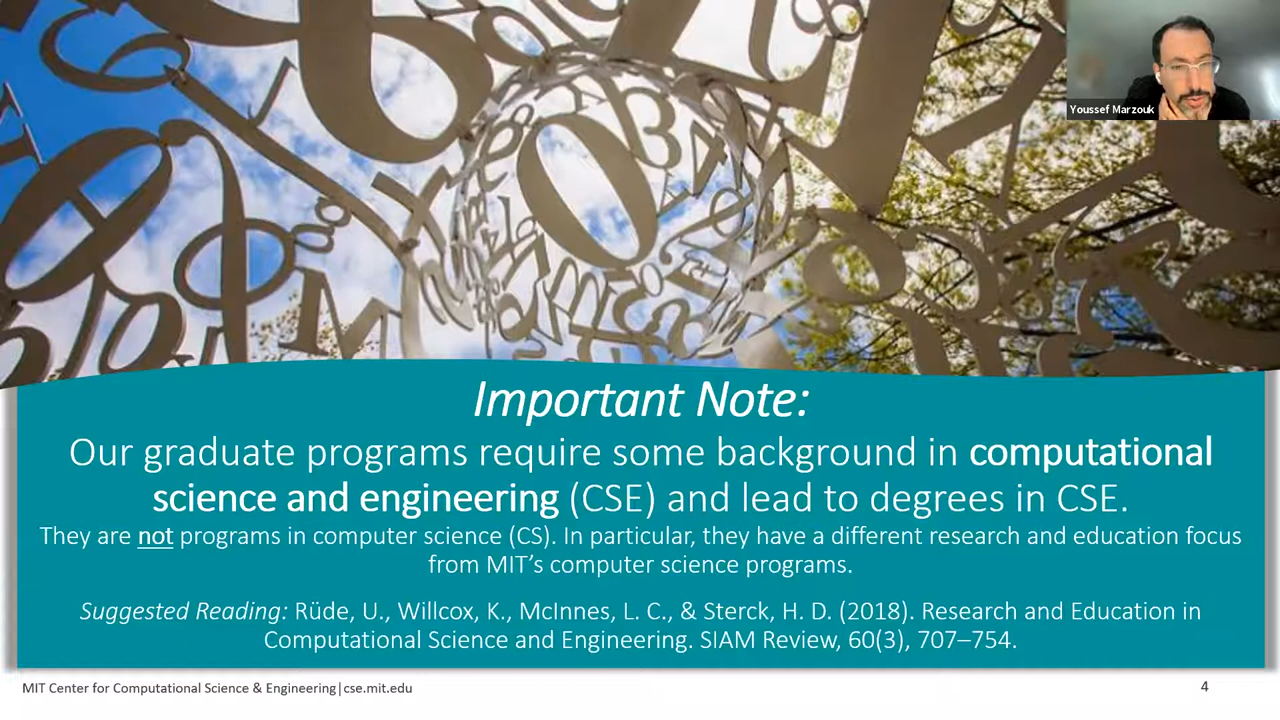 Youssef Marzouk
Important Note:
Our graduate programs require some background in computational
science and engineering (CSE) and lead to degrees in CSE.
They are not programs in computer science (CS). In particular, they have a different research and education focus
from MIT’s computer science programs.
Suggested Reading: Rüde, U., Willcox, K., McInnes, L. C., & Sterck, H. D. (2018). Research and Education in
Computational Science and Engineering. SIAM Review, 60(3), 707–754.
MIT Center for Computational Science & Engineering|cse.mit.edu
4